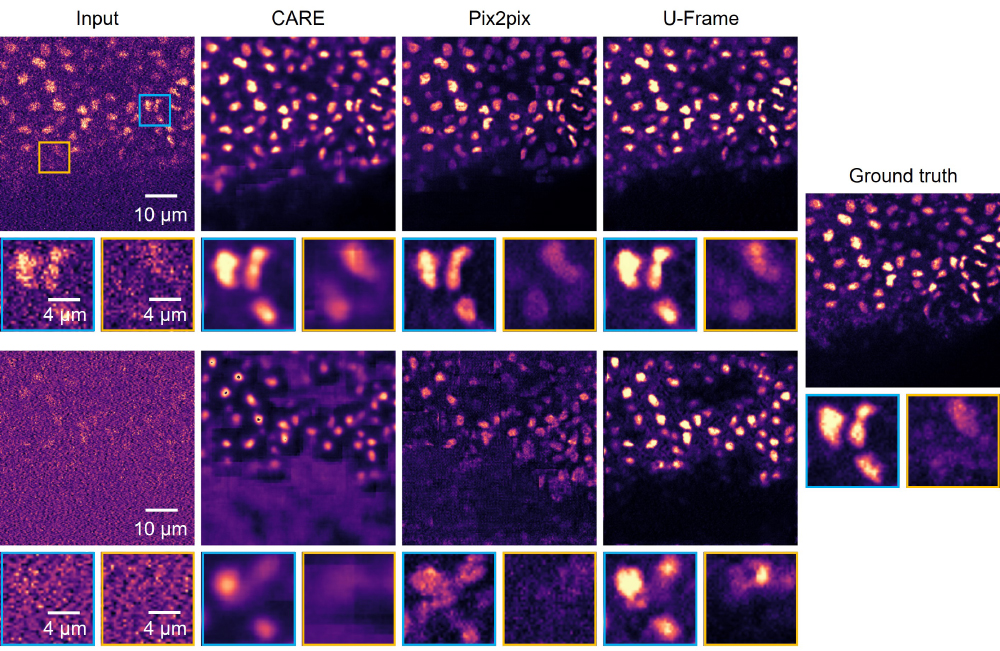 Input
CARE
Pix2pix
U-Frame
10 µm
Ground truth
4 µm
4 µm
10 µm
4 µm
4 µm